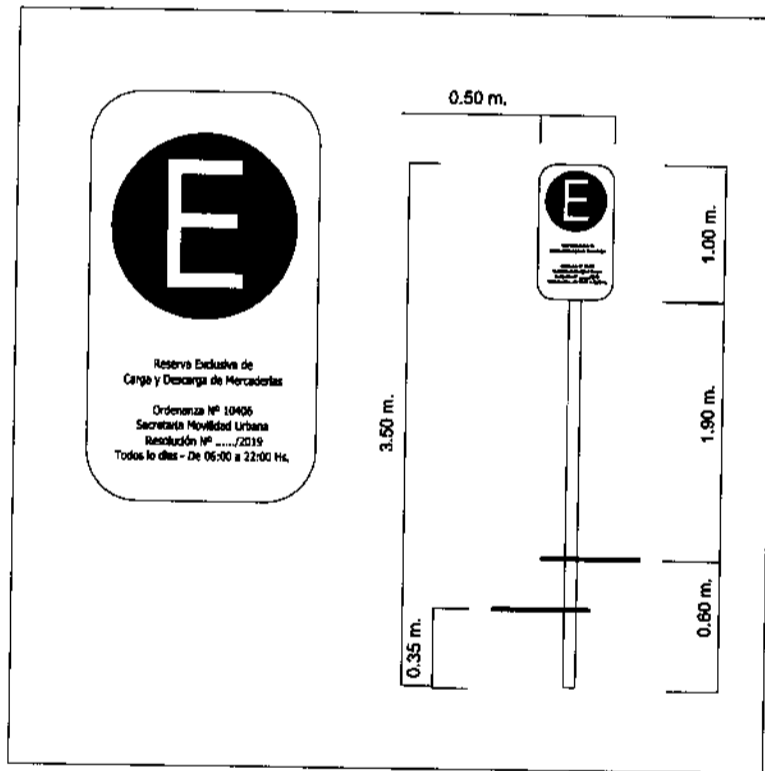 E
Reserva Exclusiva de
Carga y Descarga de Mercaderías
Ordenanza Nº 10406
Secretaría Movilidad Urbana
Resolución Nº ....../2019
Todos lo días - De 06:00 a 22:00 Hs.
0.50 m.
E
1.00 m.
3.50 m.
1.90 m.
0.60 m.
0.35 m.